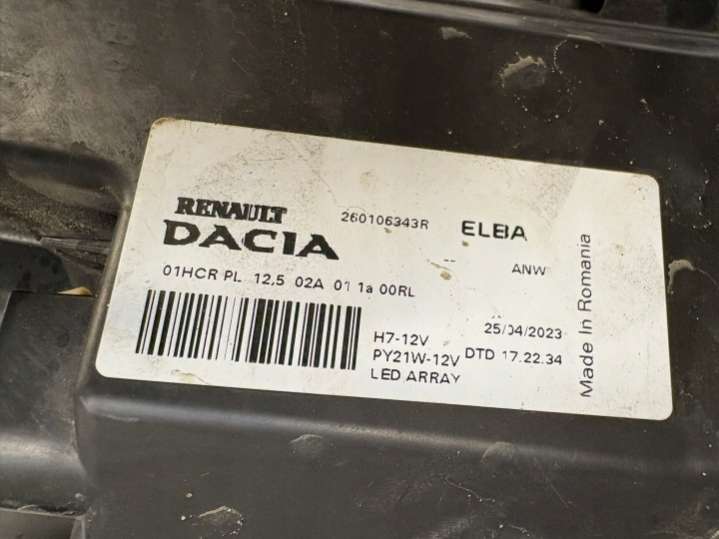 RENAULT 260106343R ELBA
DACIA
01HCR PL 12.5 02A 01 1a 00RL
ANW
H7-12V 25/04/2023
PY21W-12V DTD 17.22.34
LED ARRAY
Made In Romania